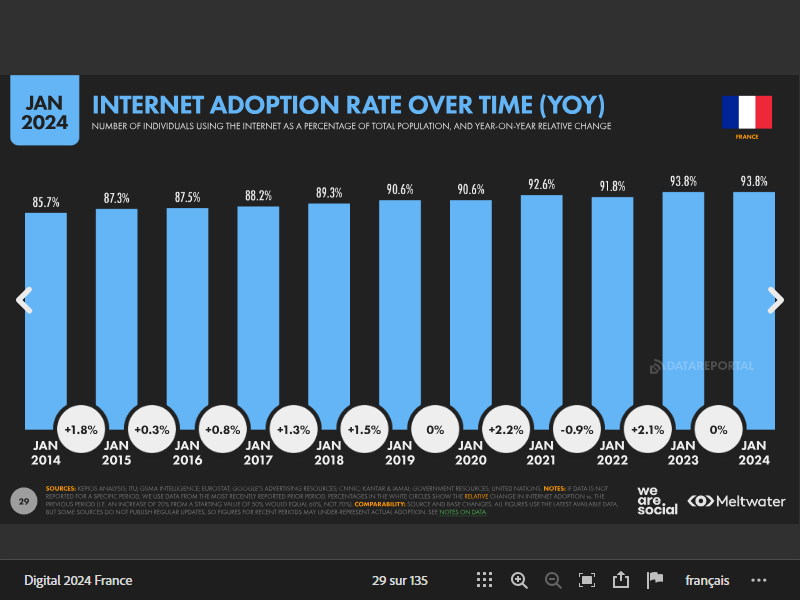 JAN
2024
INTERNET ADOPTION RATE OVER TIME (YOY)
NUMBER OF INDIVIDUALS USING THE INTERNET AS A PERCENTAGE OF TOTAL POPULATION, AND YEAR-ON-YEAR RELATIVE CHANGE
FRANCE
85.7% 87.3% 87.5% 88.2% 89.3% 90.6% 90.6% 92.6% 91.8% 93.8% 93.8%
DATAREPORTAL
+1.8% +0.3% +0.8% +1.3% +1.5% 0% +2.2% -0.9% +2.1% 0%
JAN JAN JAN JAN JAN JAN JAN JAN JAN JAN JAN
2014 2015 2016 2017 2018 2019 2020 2021 2022 2023 2024
29
SOURCES: KEPIOS ANALYSIS; ITU; GSMA INTELLIGENCE; EUROSTAT; GOOGLE'S ADVERTISING RESOURCES; CNNIC; KANTAR & IAMAI; GOVERNMENT RESOURCES; UNITED NATIONS. NOTES: IF DATA IS NOT
REPORTED FOR A SPECIFIC PERIOD, WE USE DATA FROM THE MOST RECENTLY REPORTED PRIOR PERIOD. PERCENTAGES IN THE WHITE CIRCLES SHOW THE RELATIVE CHANGE IN INTERNET ADOPTION vs. THE
PREVIOUS PERIOD (I.E. AN INCREASE OF 20% FROM A STARTING VALUE OF 50% WOULD EQUAL 60%, NOT 70%). COMPARABILITY: SOURCE AND BASE CHANGES. ALL FIGURES USE THE LATEST AVAILABLE DATA,
BUT SOME SOURCES DO NOT PUBLISH REGULAR UPDATES, SO FIGURES FOR RECENT PERIODS MAY UNDER-REPRESENT ACTUAL ADOPTION. SEE NOTES ON DATA.
we
are.
social
Meltwater
Digital 2024 France
29 sur 135
français